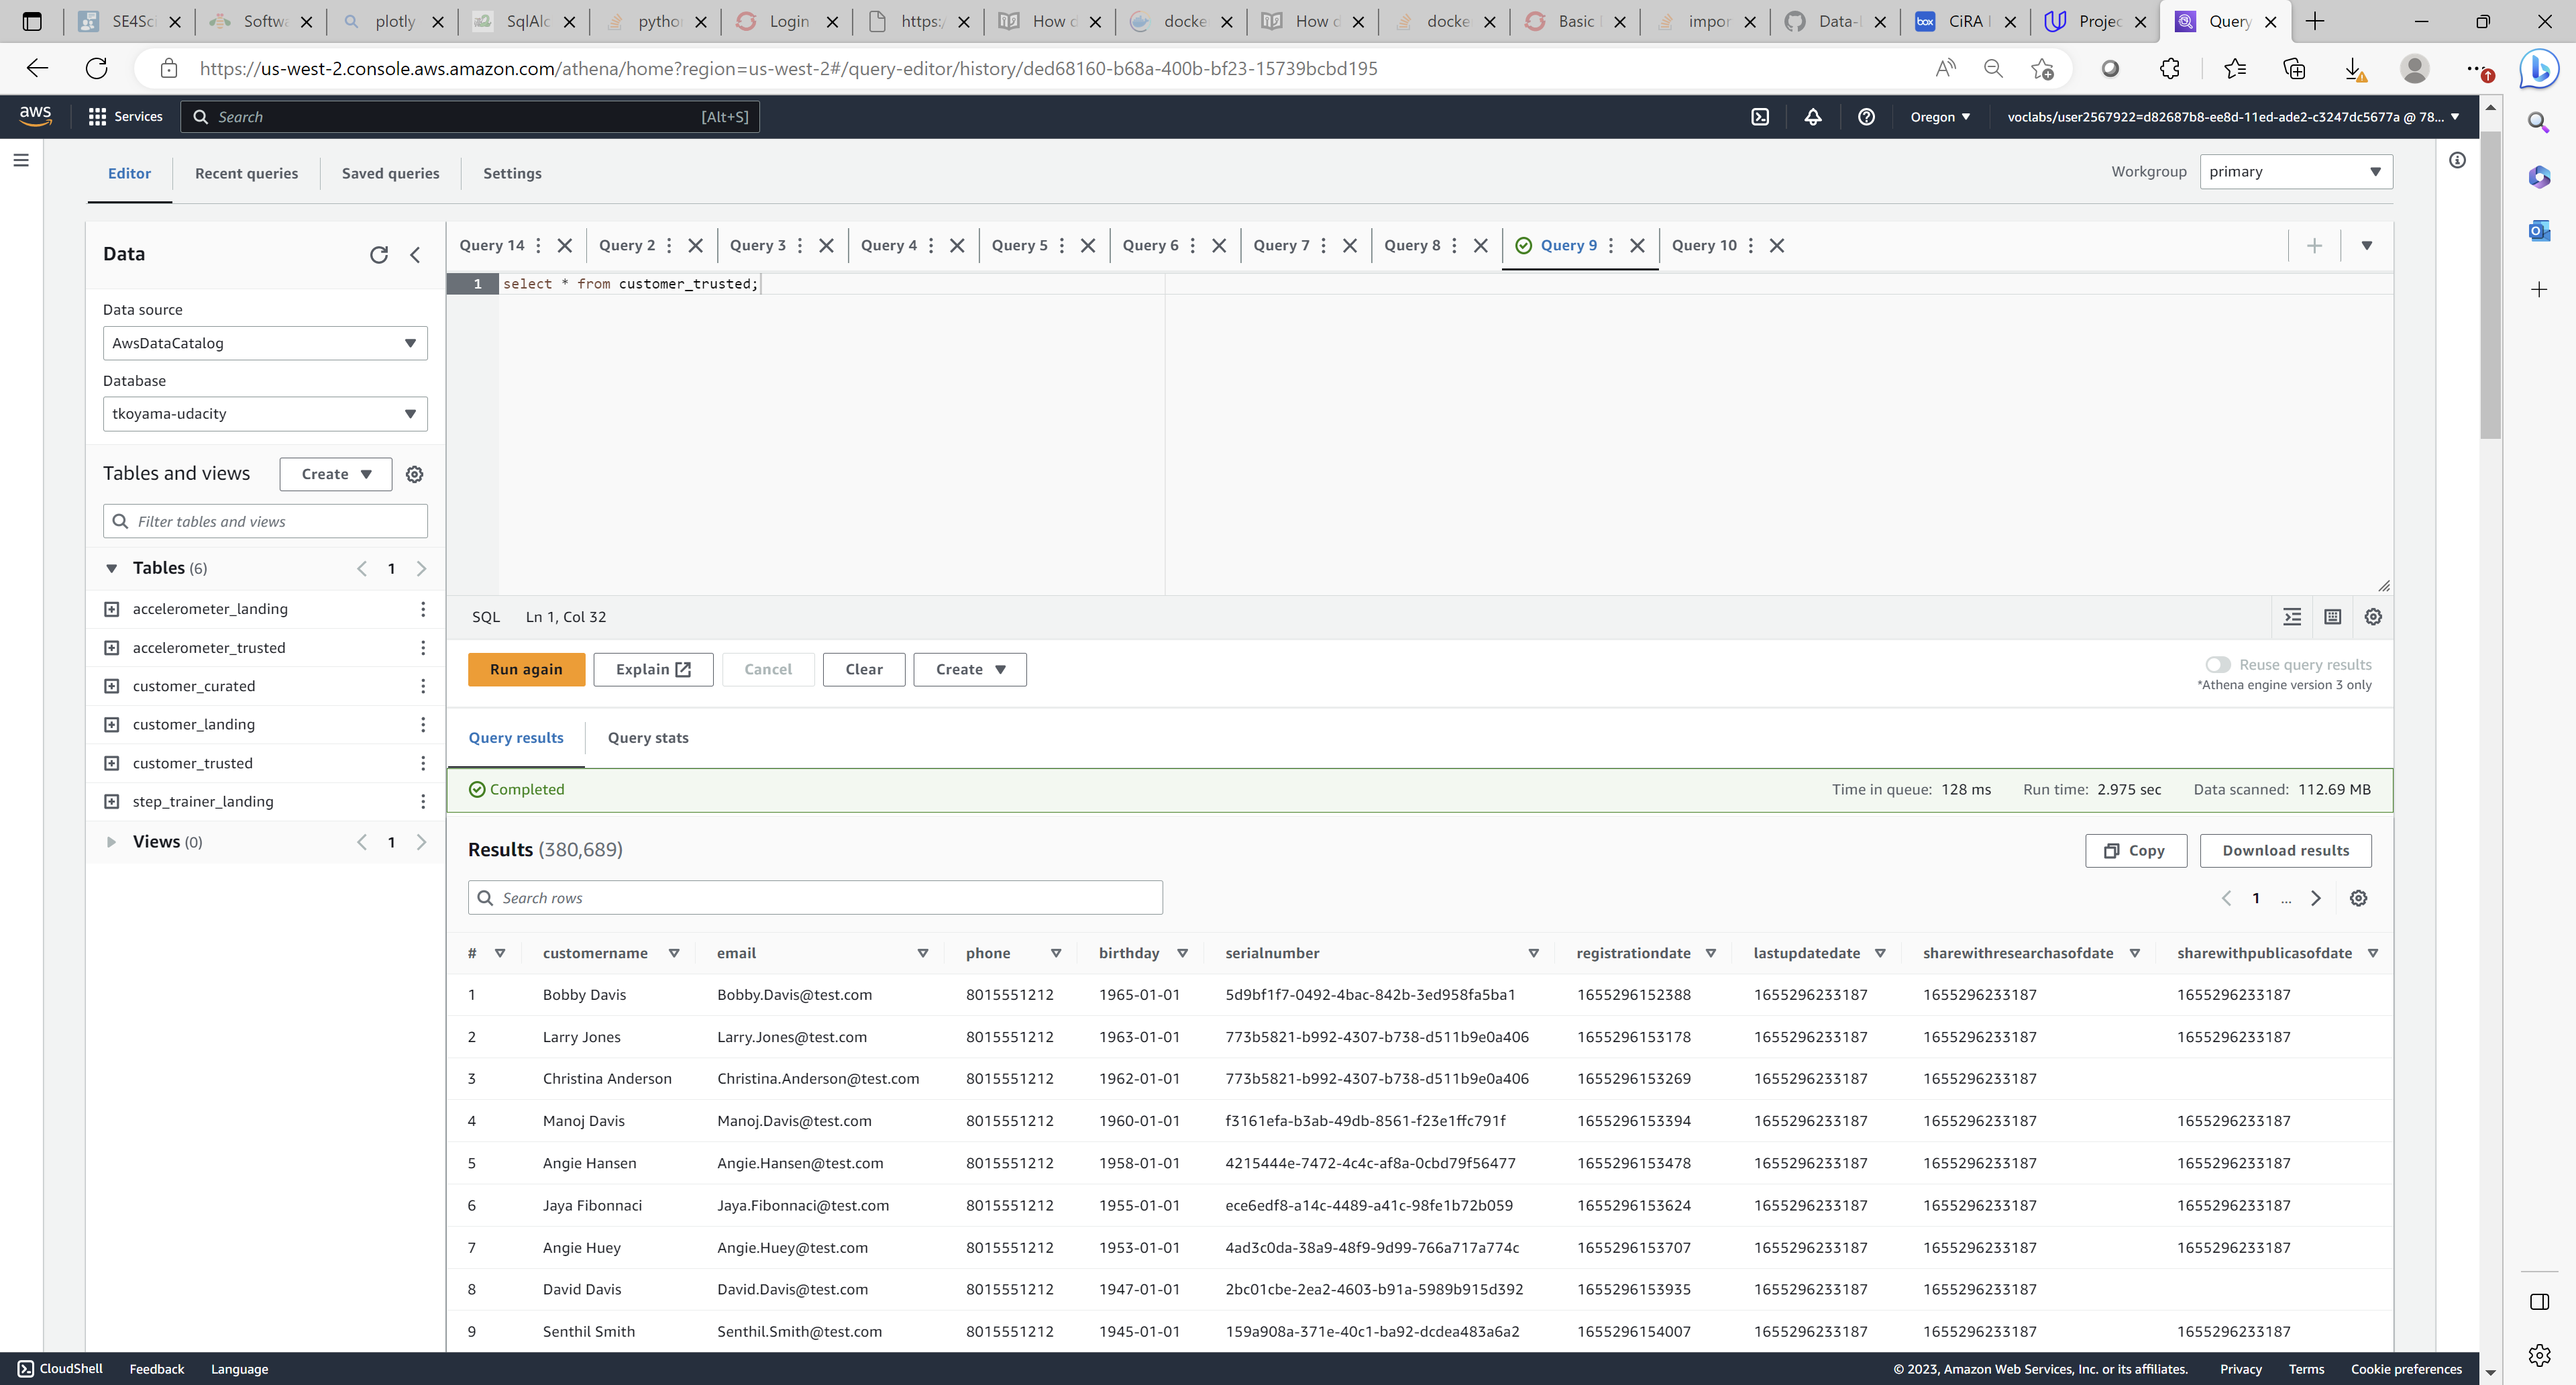 SE4Sci
Softwa
plotly
SqlAlc
python
Login
https:/
How d
docke
How d
docke
Basic
impor
Data-
CiRA
Projec
Query
https://us-west-2.console.aws.amazon.com/athena/home?region=us-west-2#/query-editor/history/ded68160-b68a-400b-bf23-15739bcbd195
aws Services Search [Alt+S] Oregon voclabs/user2567922=d82687b8-ee8d-11ed-ade2-c3247dc5677a @ 78...
Editor Recent queries Saved queries Settings Workgroup primary
Data
Data source
AwsDataCatalog
Database
tkoyama-udacity
Tables and views Create
Filter tables and views
Tables (6) 1
accelerometer_landing
accelerometer_trusted
customer_curated
customer_landing
customer_trusted
step_trainer_landing
Views (0) 1
Query 14 Query 2 Query 3 Query 4 Query 5 Query 6 Query 7 Query 8 Query 9 Query 10
1 select * from customer_trusted;
SQL Ln 1, Col 32
Run again Explain Cancel Clear Create Reuse query results
*Athena engine version 3 only
Query results Query stats
Completed Time in queue: 128 ms Run time: 2.975 sec Data scanned: 112.69 MB
Results (380,689) Copy Download results
Search rows 1 ...
# customername email phone birthday serialnumber registrationdate lastupdatedate sharewithresearchasofdate sharewithpublicasofdate
1 Bobby Davis Bobby.Davis@test.com 8015551212 1965-01-01 5d9bf1f7-0492-4bac-842b-3ed958fa5ba1 1655296152388 1655296233187 1655296233187 1655296233187
2 Larry Jones Larry.Jones@test.com 8015551212 1963-01-01 773b5821-b992-4307-b738-d511b9e0a406 1655296153178 1655296233187 1655296233187 1655296233187
3 Christina Anderson Christina.Anderson@test.com 8015551212 1962-01-01 773b5821-b992-4307-b738-d511b9e0a406 1655296153269 1655296233187 1655296233187
4 Manoj Davis Manoj.Davis@test.com 8015551212 1960-01-01 f3161efa-b3ab-49db-8561-f23e1ffc791f 1655296153394 1655296233187 1655296233187 1655296233187
5 Angie Hansen Angie.Hansen@test.com 8015551212 1958-01-01 4215444e-7472-4c4c-af8a-0cbd79f56477 1655296153478 1655296233187 1655296233187 1655296233187
6 Jaya Fibonnaci Jaya.Fibonnaci@test.com 8015551212 1955-01-01 ece6edf8-a14c-4489-a41c-98fe1b72b059 1655296153624 1655296233187 1655296233187 1655296233187
7 Angie Huey Angie.Huey@test.com 8015551212 1953-01-01 4ad3c0da-38a9-48f9-9d99-766a717a774c 1655296153707 1655296233187 1655296233187 1655296233187
8 David Davis David.Davis@test.com 8015551212 1947-01-01 2bc01cbe-2ea2-4603-b91a-5989b915d392 1655296153935 1655296233187 1655296233187
9 Senthil Smith Senthil.Smith@test.com 8015551212 1945-01-01 159a908a-371e-40c1-ba92-dcdea483a6a2 1655296154007 1655296233187 1655296233187 1655296233187
CloudShell Feedback Language © 2023, Amazon Web Services, Inc. or its affiliates. Privacy Terms Cookie preferences